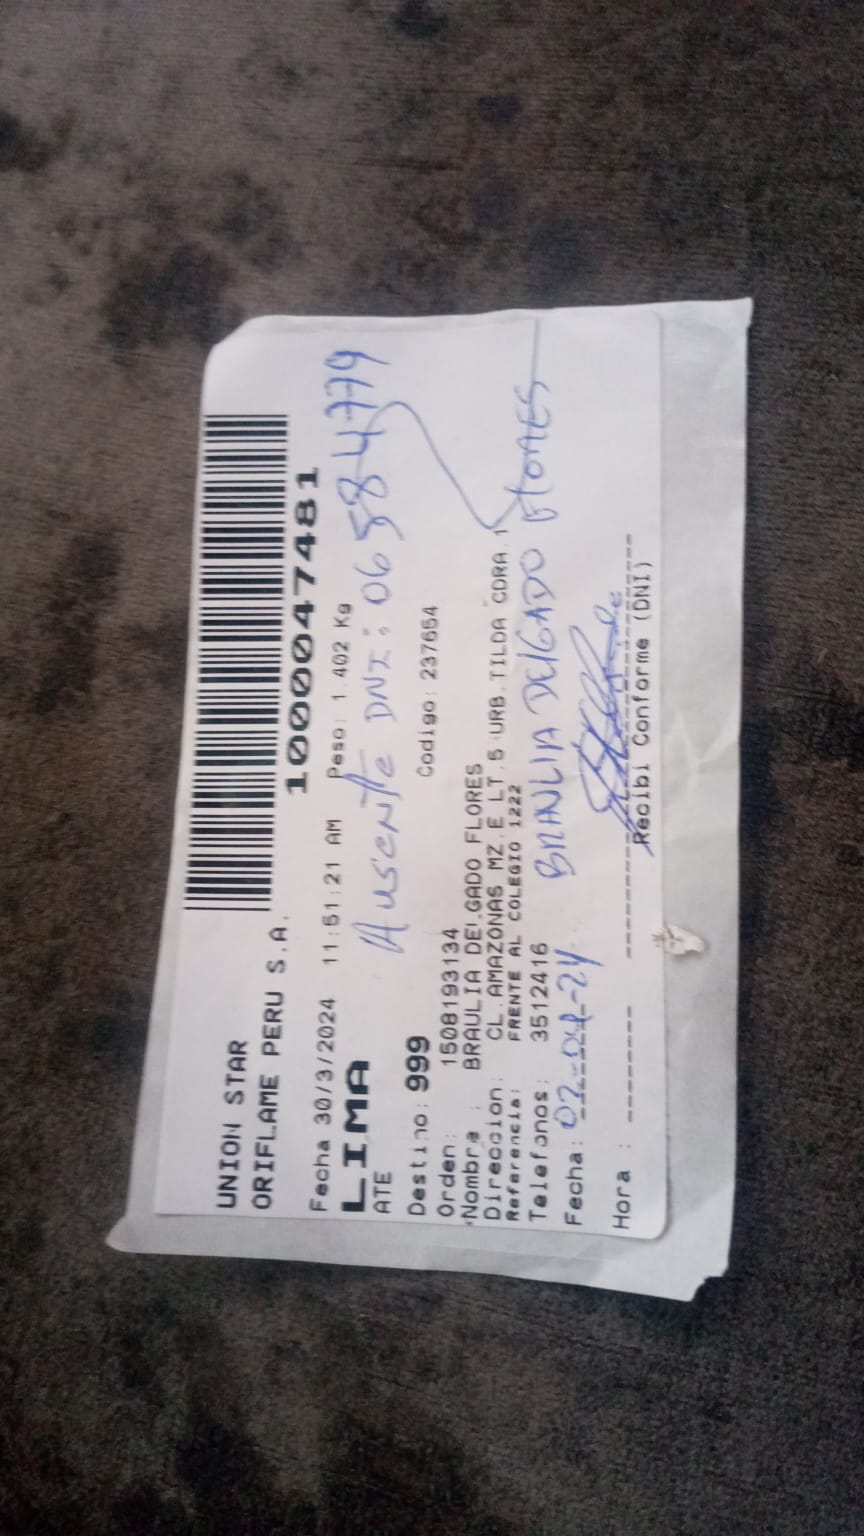 UNION STAR
ORIFLAME PERU S.A.
1000047481
Fecha 30/3/2024 11:51:21 AM Peso: 1.402 Kg
LIMA
ATE
Ausente DNI: 06584779
Destino: 999 Codigo: 237654
Orden: 1508193134
Nombre : BRAULIA DELGADO FLORES
Direccion: CL. AMAZONAS MZ.E LT.5 URB.TILDA CDRA.1
Referencia: FRENTE AL COLEGIO 1222
Telefonos: 3512416
BRAULIA DELGADO FLORES
Fecha: 02-04-24
Hora :
Recibi Conforme (DNI)